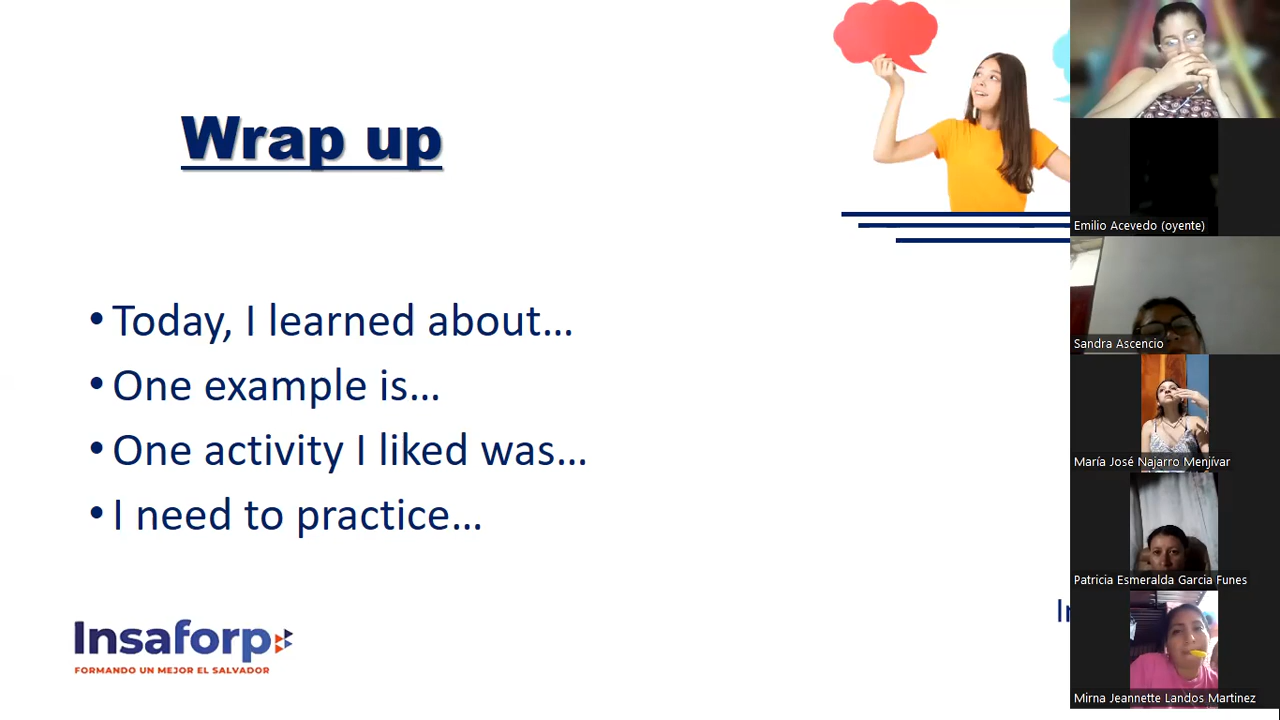 Wrap up
• Today, I learned about...
• One example is...
• One activity I liked was...
• I need to practice...
Insaforp
FORMANDO UN MEJOR EL SALVADOR
Emilio Acevedo (oyente)
Sandra Ascencio
María José Najarro Menjívar
Patricia Esmeralda Garcia Funes
Mirna Jeannette Landos Martinez